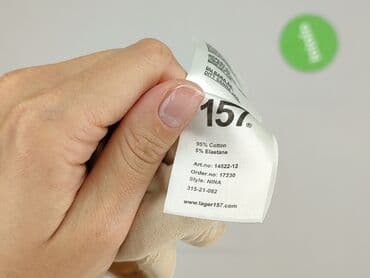 157®
95% Cotton
5% Elastane
Art.no: 14522-12
Order.no: 17230
Style: NINA
315-21-082
www.lager157.com